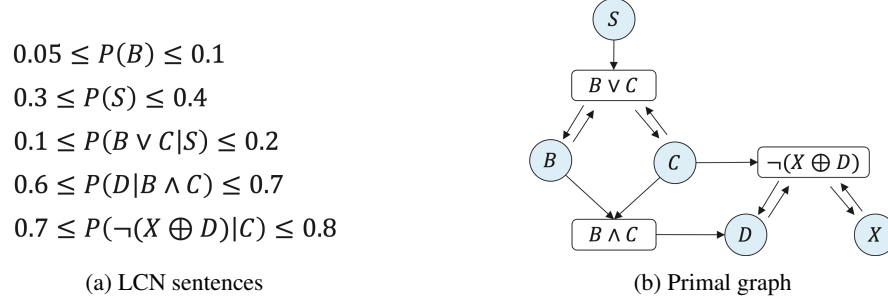 0.05 ≤ P(B) ≤ 0.1
0.3 ≤ P(S) ≤ 0.4
0.1 ≤ P(B ∨ C|S) ≤ 0.2
0.6 ≤ P(D|B ∧ C) ≤ 0.7
0.7 ≤ P(¬(X ⊕ D)|C) ≤ 0.8
(a) LCN sentences
S
B ∨ C
B
C
¬(X ⊕ D)
B ∧ C
D
X
(b) Primal graph